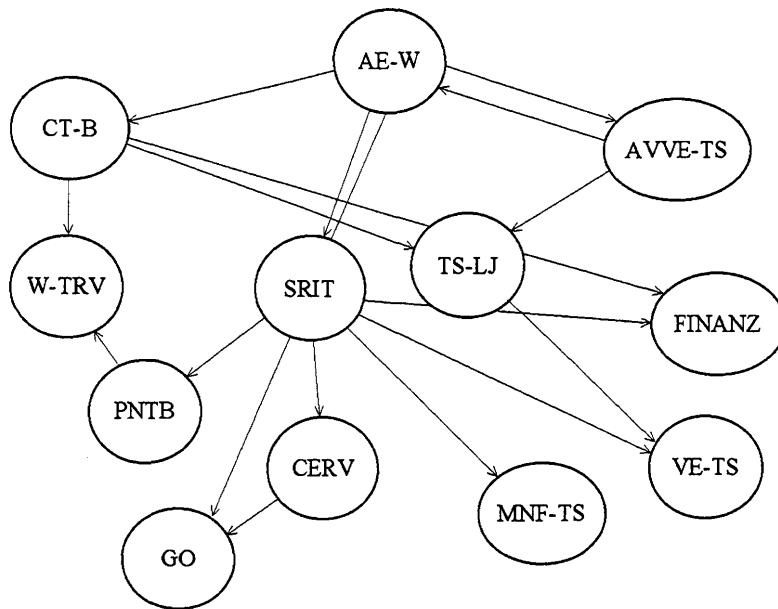 AE-W
CT-B
AVVE-TS
TS-LJ
W-TRV
SRIT
FINANZ
PNTB
CERV
VE-TS
MNF-TS
GO